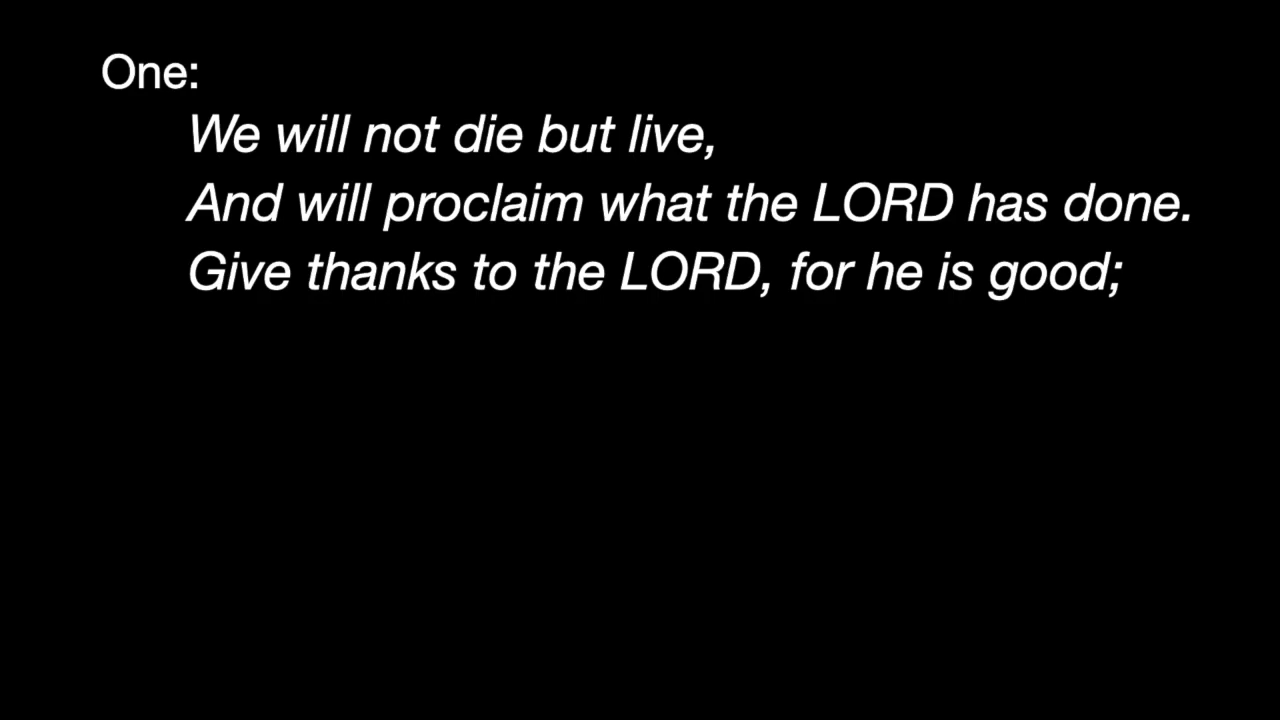 One:
We will not die but live,
And will proclaim what the LORD has done.
Give thanks to the LORD, for he is good;